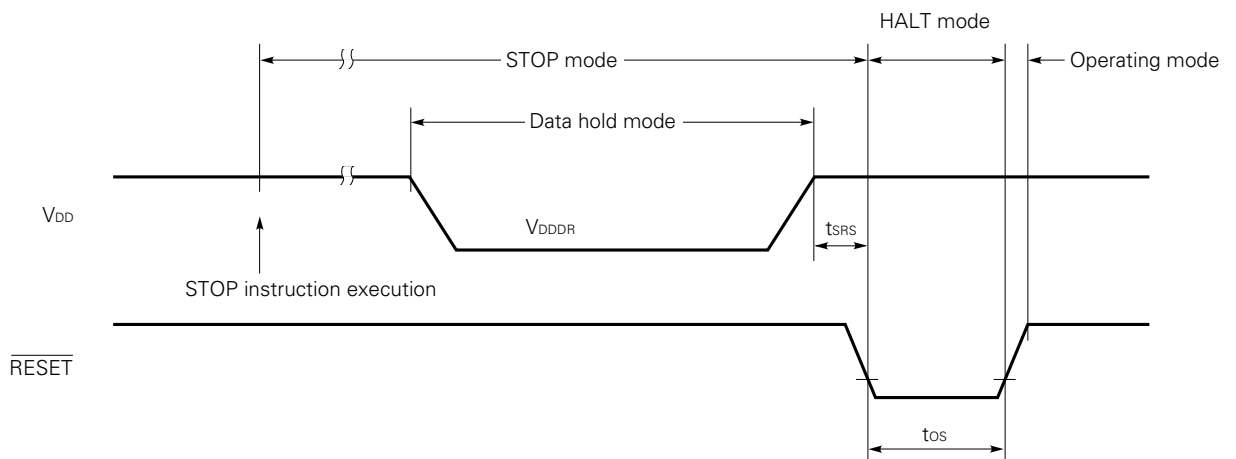 HALT mode
STOP mode
Operating mode
Data hold mode
VDD
VDDDR
tSRS
STOP instruction execution
RESET
tOS